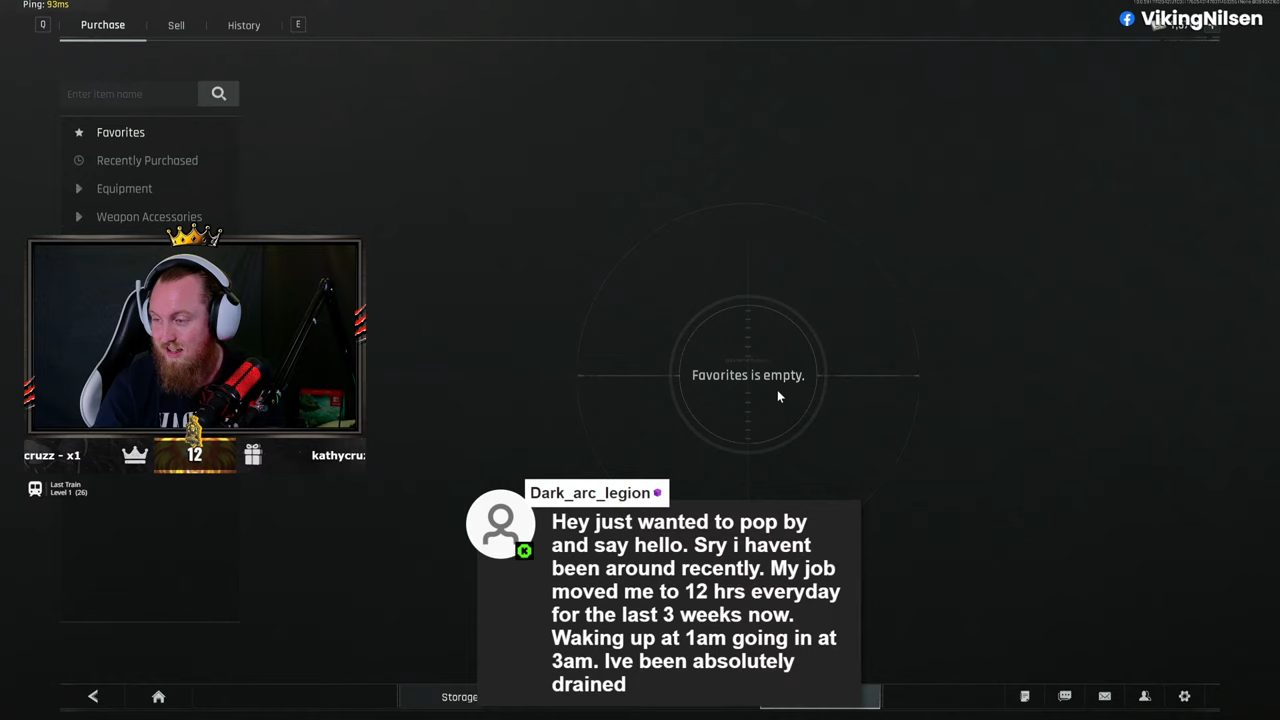 Ping: 93ms
Q
Purchase
Sell
History
E
VikingNilsen
Enter item name
Favorites
Recently Purchased
Equipment
Weapon Accessories
Favorites is empty.
cruzz - x1
12
kathycruz
Last Train
Level 1 (26)
Dark_arc_legion
Hey just wanted to pop by
and say hello. Sry i havent
been around recently. My job
moved me to 12 hrs everyday
for the last 3 weeks now.
Waking up at 1am going in at
3am. Ive been absolutely
drained
K
Storage